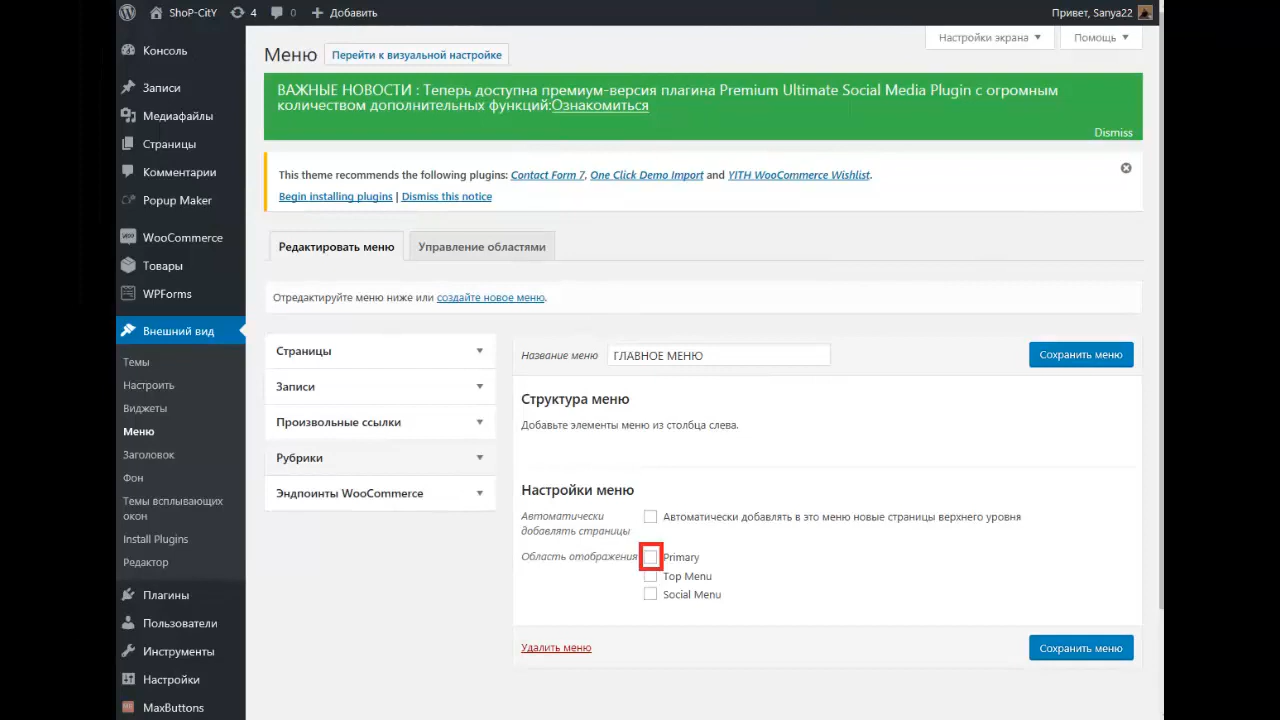 ShoP-CitY
4
0
Добавить
Привет, Sanya22
Консоль
Записи
Медиафайлы
Страницы
Комментарии
Popup Maker
WooCommerce
Товары
WPForms
Внешний вид
Темы
Настроить
Виджеты
Меню
Заголовок
Фон
Темы всплывающих
окон
Install Plugins
Редактор
Плагины
Пользователи
Инструменты
Настройки
MaxButtons
Настройки экрана
Помощь
Меню
Перейти к визуальной настройке
ВАЖНЫЕ НОВОСТИ : Теперь доступна премиум-версия плагина Premium Ultimate Social Media Plugin с огромным
количеством дополнительных функций:Ознакомиться
Dismiss
This theme recommends the following plugins: Contact Form 7, One Click Demo Import and YITH WooCommerce Wishlist.
Begin installing plugins | Dismiss this notice
Редактировать меню
Управление областями
Отредактируйте меню ниже или создайте новое меню.
Страницы
Записи
Произвольные ссылки
Рубрики
Эндпоинты WooCommerce
Название меню
ГЛАВНОЕ МЕНЮ
Сохранить меню
Структура меню
Добавьте элементы меню из столбца слева.
Настройки меню
Автоматически
добавлять страницы
Автоматически добавлять в это меню новые страницы верхнего уровня
Область отображения
Primary
Top Menu
Social Menu
Удалить меню
Сохранить меню